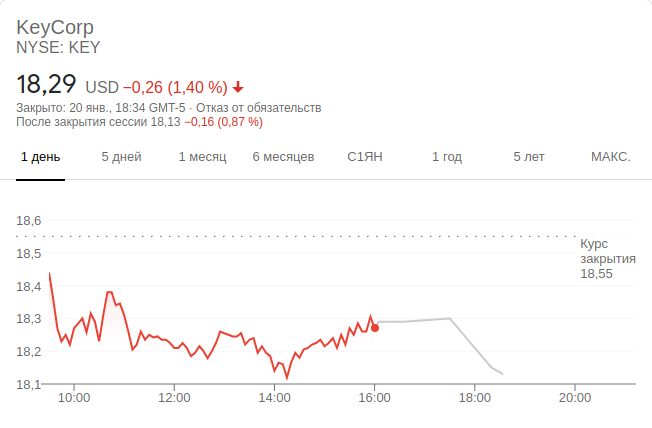 KeyCorp
NYSE: KEY
18,29 USD −0,26 (1,40 %)
Закрыто: 20 янв., 18:34 GMT-5 · Отказ от обязательств
После закрытия сессии 18,13 −0,16 (0,87 %)
1 день 5 дней 1 месяц 6 месяцев С1ЯН 1 год 5 лет МАКС.
18,6
Курс
закрытия
18,55
18,5
18,4
18,3
18,2
18,1
10:00 12:00 14:00 16:00 18:00 20:00